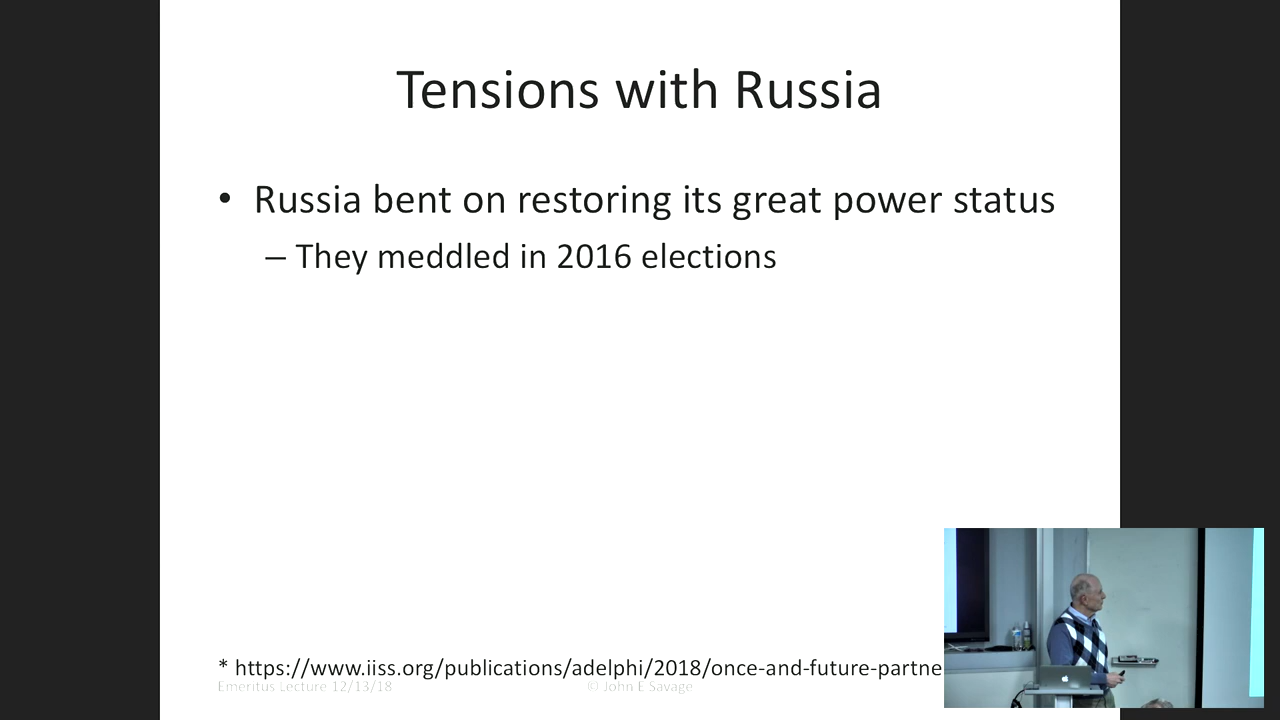 Tensions with Russia
• Russia bent on restoring its great power status
– They meddled in 2016 elections
* https://www.iiss.org/publications/adelphi/2018/once-and-future-partne
Emeritus Lecture 12/13/18 © John E Savage